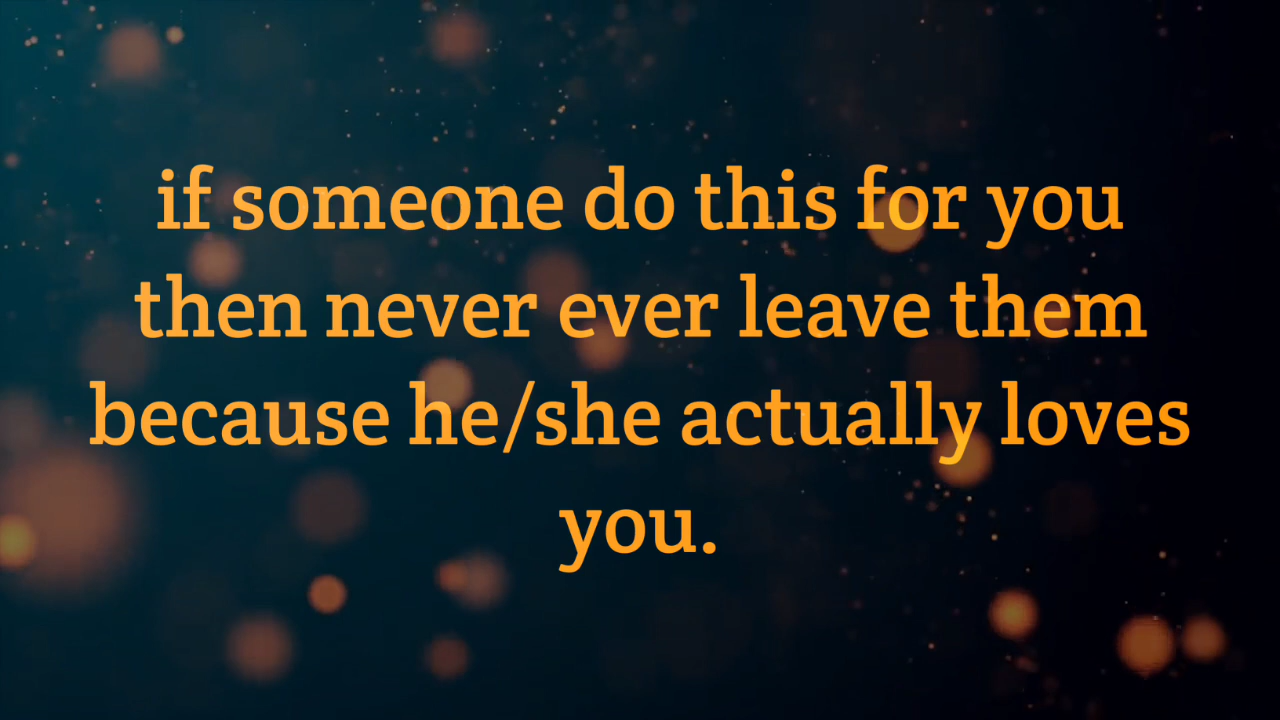 if someone do this for you
then never ever leave them
because he/she actually loves
you.